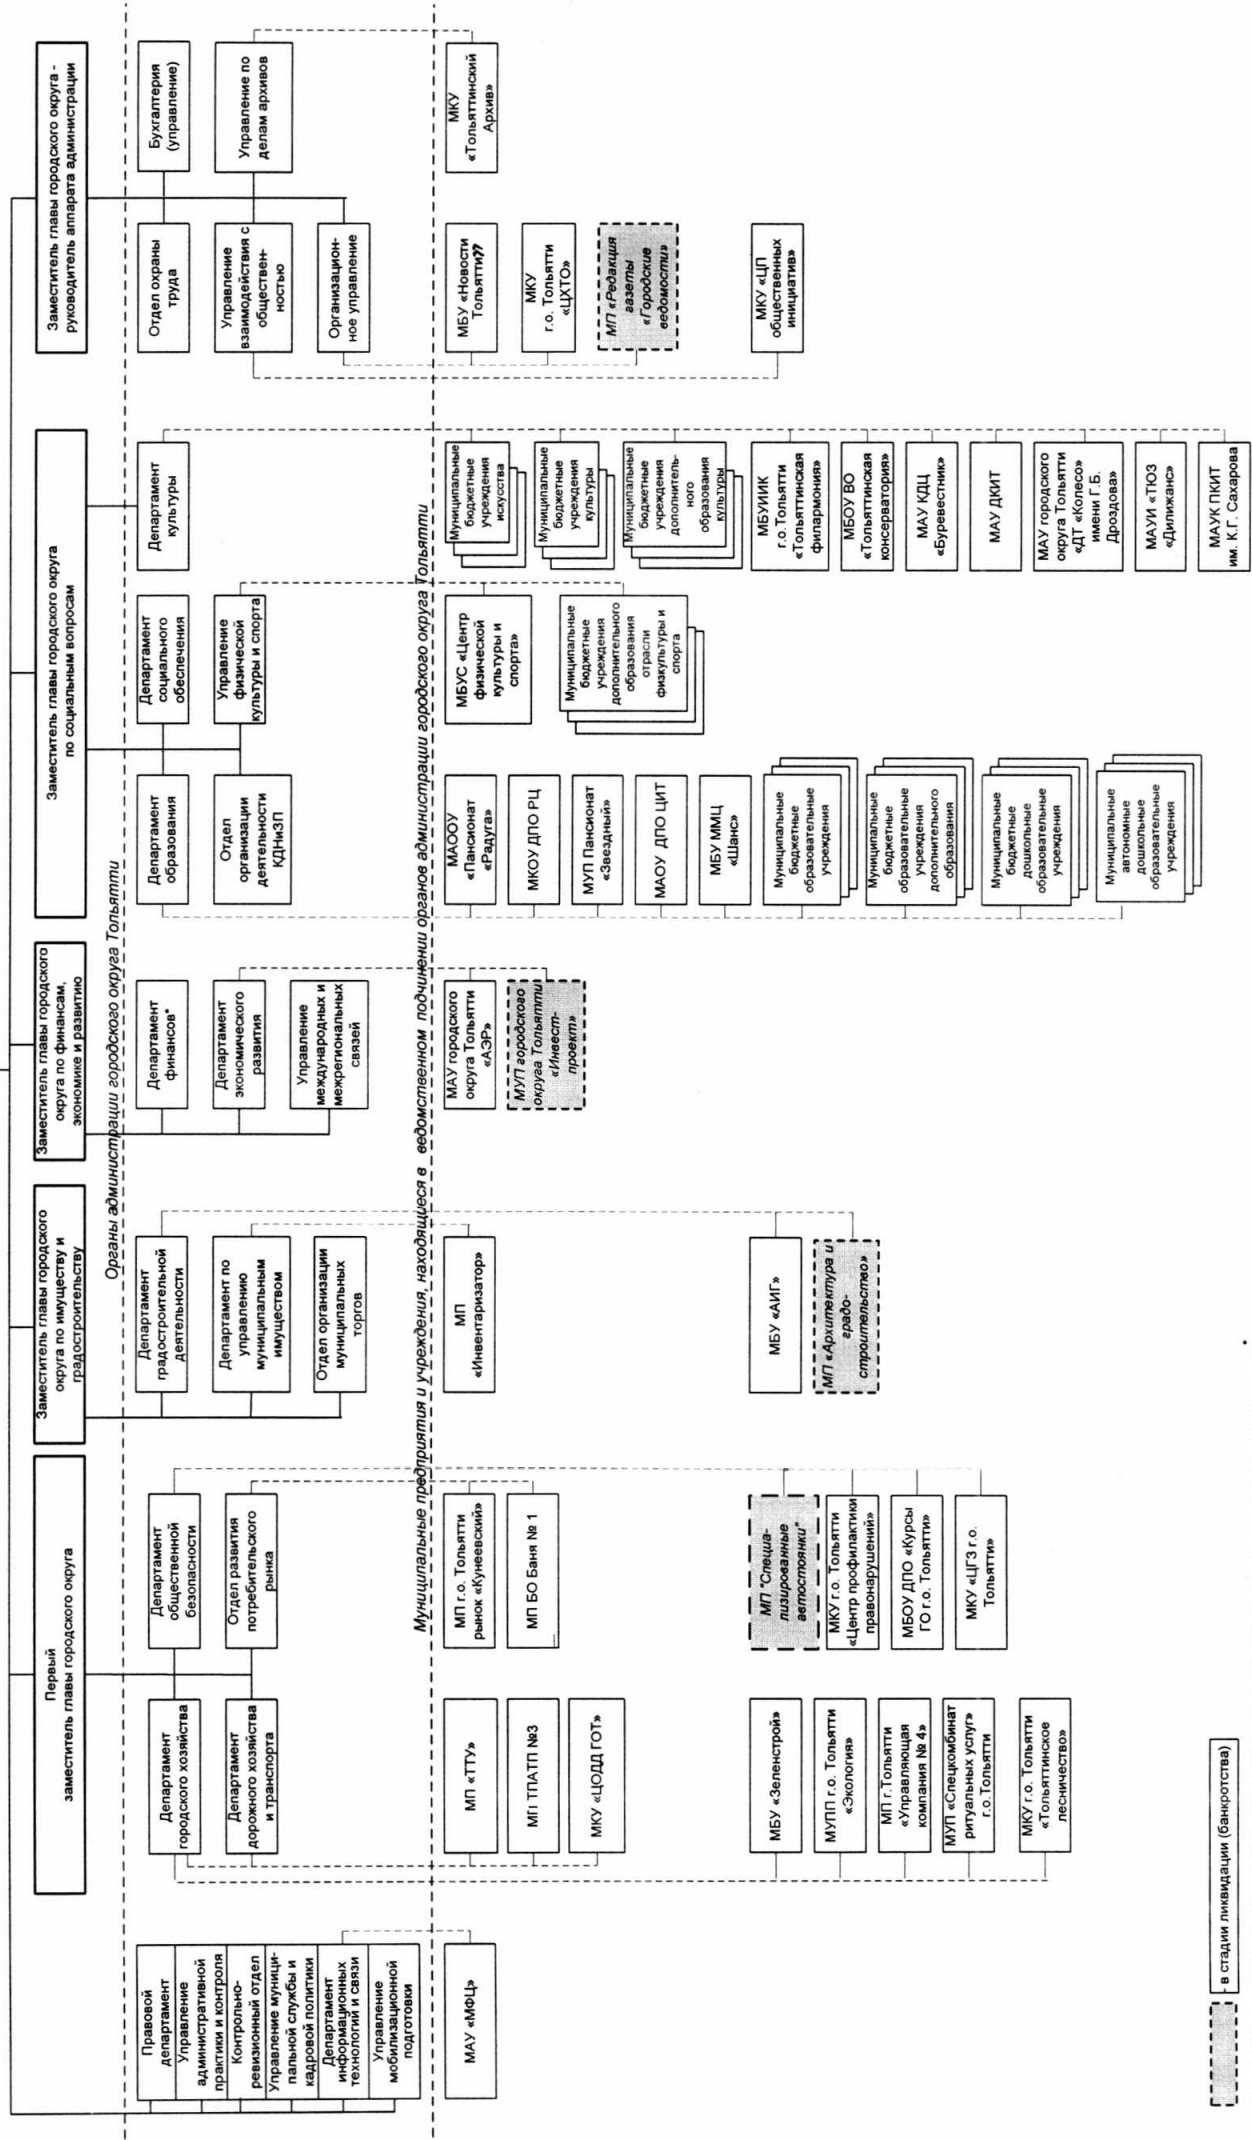 Первый
заместитель главы городского округа
Заместитель главы городского
округа по имуществу и
градостроительству
Заместитель главы городского
округа по финансам,
экономике и развитию
Заместитель главы городского округа
по социальным вопросам
Заместитель главы городского округа -
руководитель аппарата администрации
Органы администрации городского округа Тольятти
Правовой
департамент
Управление
административной
практики и контроля
Контрольно-
ревизионный отдел
Управление муници-
пальной службы и
кадровой политики
Департамент
информационных
технологий и связи
Управление
мобилизационной
подготовки
Департамент
городского хозяйства
Департамент
дорожного хозяйства
и транспорта
Департамент
общественной
безопасности
Отдел развития
потребительского
рынка
Департамент
градостроительной
деятельности
Департамент по
управлению
муниципальным
имуществом
Отдел организации
муниципальных
торгов
Департамент
финансов*
Департамент
экономического
развития
Управление
международных и
межрегиональных
связей
Департамент
образования
Отдел
организации
деятельности
КДНиЗП
Департамент
социального
обеспечения
Управление
физической
культуры и спорта
Департамент
культуры
Отдел охраны
труда
Управление
взаимодействия с
обществен-
ностью
Организацион-
ное управление
Бухгалтерия
(управление)
Управление по
делам архивов
Муниципальные предприятия и учреждения, находящиеся в ведомственном подчинении органов администрации городского округа Тольятти
МАУ «МФЦ»
МП «ТТУ»
МП ТПАТП №3
МКУ «ЦОДД ГОТ»
МБУ «Зеленстрой»
МУПП г.о. Тольятти
«Экология»
МП г.Тольятти
«Управляющая
компания № 4»
МУП «Спецкомбинат
ритуальных услуг»
г.о.Тольятти
МКУ г.о. Тольятти
«Тольяттинское
лесничество»
МП г.о. Тольятти
рынок «Кунеевский»
МП БО Баня № 1
МП "Специа-
лизированные
автостоянки"
МКУ г.о. Тольятти
«Центр профилактики
правонарушений»
МБОУ ДПО «Курсы
ГО г.о. Тольятти»
МКУ «ЦГЗ г.о.
Тольятти»
МП
«Инвентаризатор»
МБУ «АИГ»
МП «Архитектура и
градо-
строительство»
МАУ городского
округа Тольятти
«АЭР»
МУП городского
округа Тольятти
«Инвест-
проект»
МАООУ
«Пансионат
«Радуга»
МКОУ ДПО РЦ
МУП Пансионат
«Звездный»
МАОУ ДПО ЦИТ
МБУ ММЦ
«Шанс»
Муниципальные
бюджетные
образовательные
учреждения
Муниципальные
бюджетные
образовательные
учреждения
дополнительного
образования
Муниципальные
бюджетные
дошкольные
образовательные
учреждения
Муниципальные
автономные
дошкольные
образовательные
учреждения
МБУС «Центр
физической
культуры и
спорта»
Муниципальные
бюджетные
учреждения
дополнительного
образования
отрасли
физкультуры и
спорта
Муниципальные
бюджетные
учреждения
искусства
Муниципальные
бюджетные
учреждения
культуры
Муниципальные
бюджетные
учреждения
дополнитель-
ного
образования
культуры
МБУИИК
г.о.Тольятти
«Тольяттинская
филармония»
МБОУ ВО
«Тольяттинская
консерватория»
МАУ КДЦ
«Буревестник»
МАУ ДКИТ
МАУ городского
округа Тольятти
«ДТ «Колесо»
имени Г.Б.
Дроздова»
МАУИ «ТЮЗ
«Дилижанс»
МАУК ПКИТ
им. К.Г. Сахарова
МБУ «Новости
Тольятти??
МКУ
г.о. Тольятти
«ЦХТО»
МП «Редакция
газеты
«Городские
ведомости»
МКУ «ЦП
общественных
инициатив»
МКУ
«Тольяттинский
Архив»
- в стадии ликвидации (банкротства)